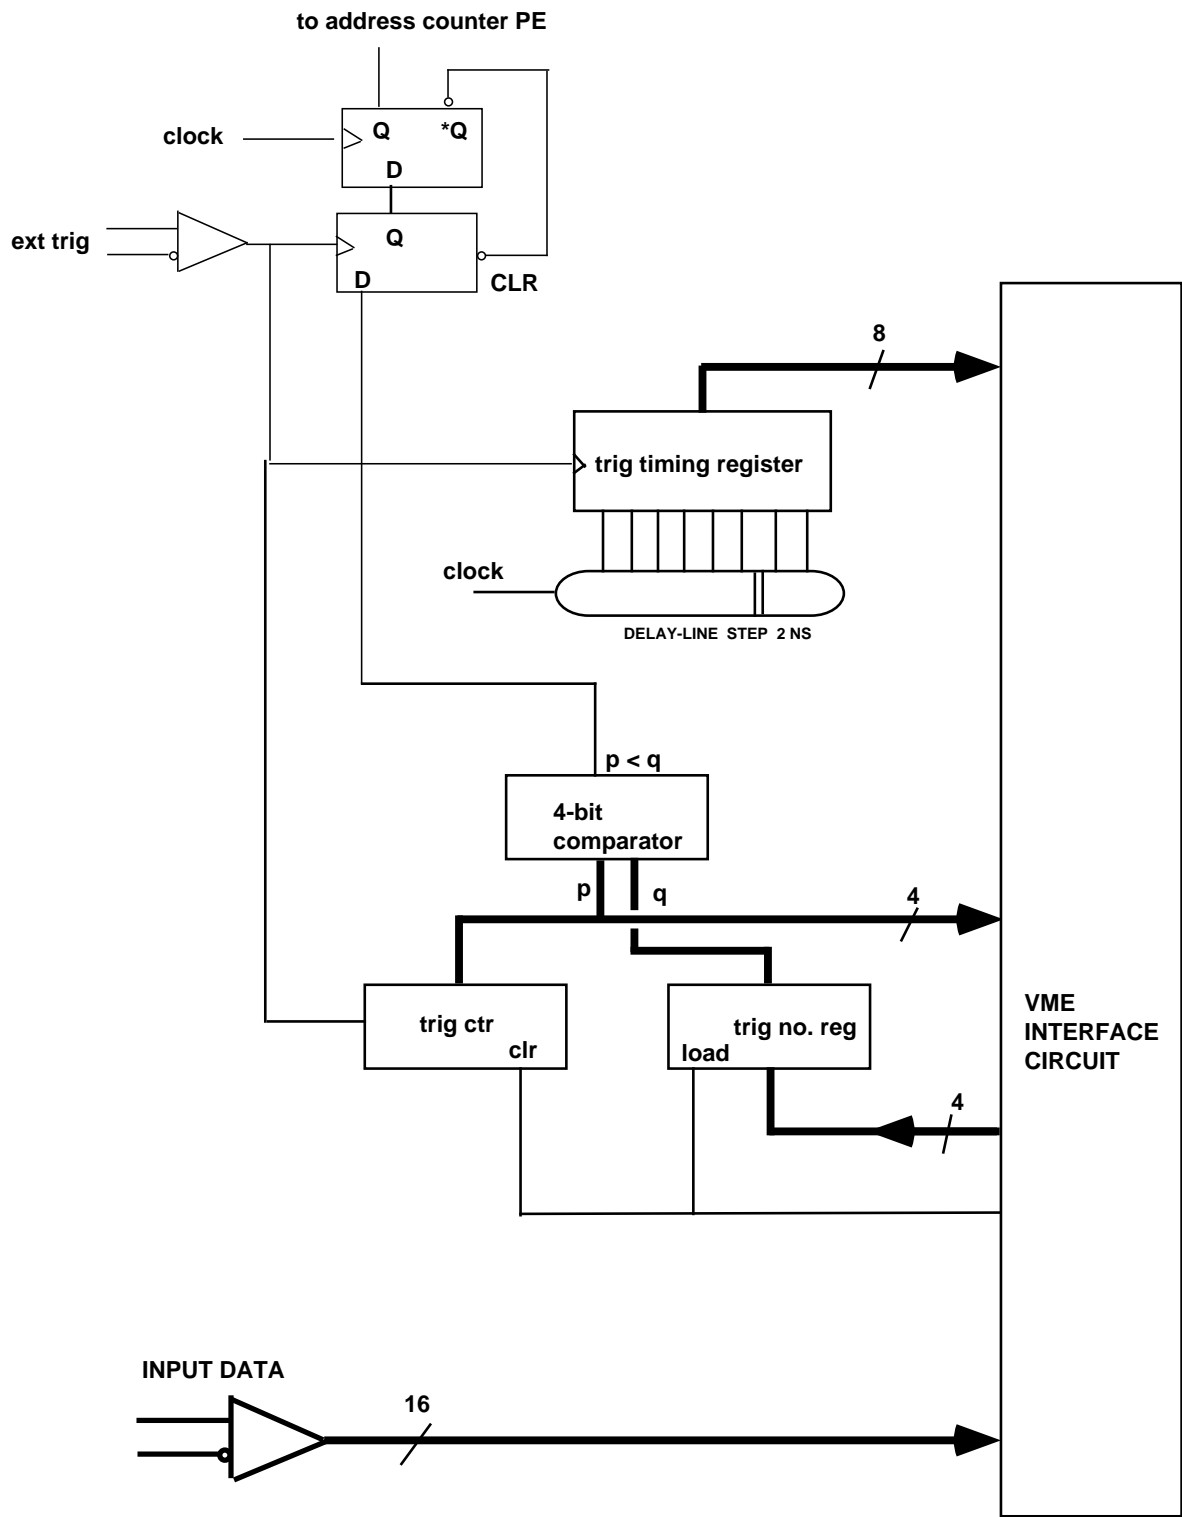 to address counter PE
clock
Q
*Q
D
ext trig
Q
D
CLR
8
trig timing register
clock
DELAY-LINE STEP 2 NS
p < q
4-bit
comparator
p
q
4
trig ctr
clr
trig no. reg
load
VME
INTERFACE
CIRCUIT
4
INPUT DATA
16